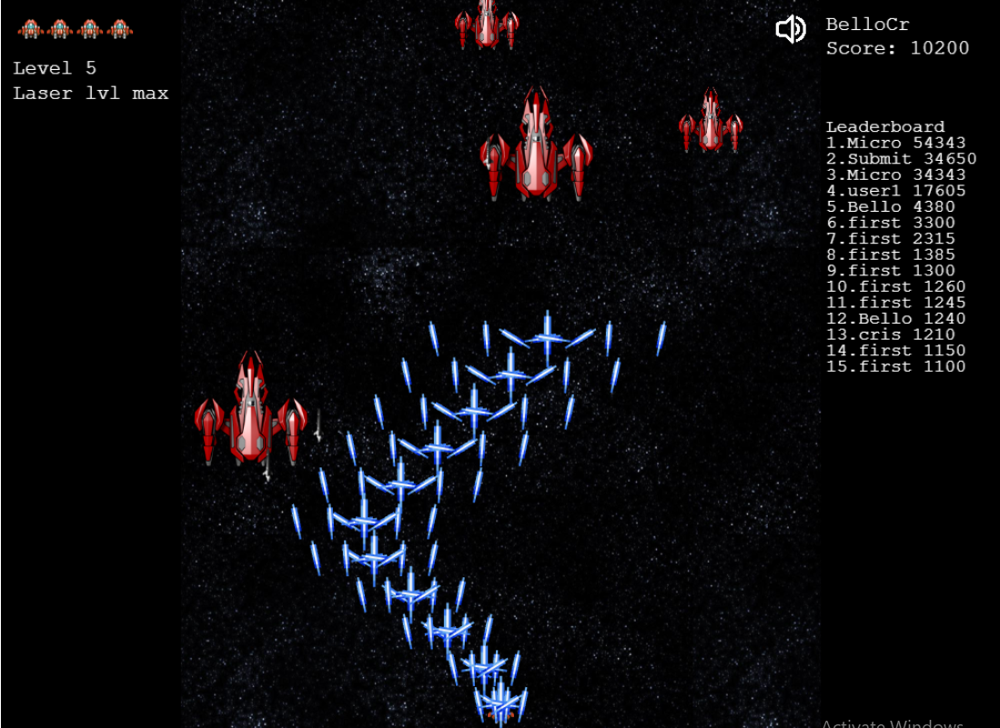 Level 5
Laser lvl max
BelloCr
Score: 10200
Leaderboard
1.Micro 54343
2.Submit 34650
3.Micro 34343
4.user1 17605
5.Bello 4380
6.first 3300
7.first 2315
8.first 1385
9.first 1300
10.first 1260
11.first 1245
12.Bello 1240
13.cris 1210
14.first 1150
15.first 1100
Activate Windows